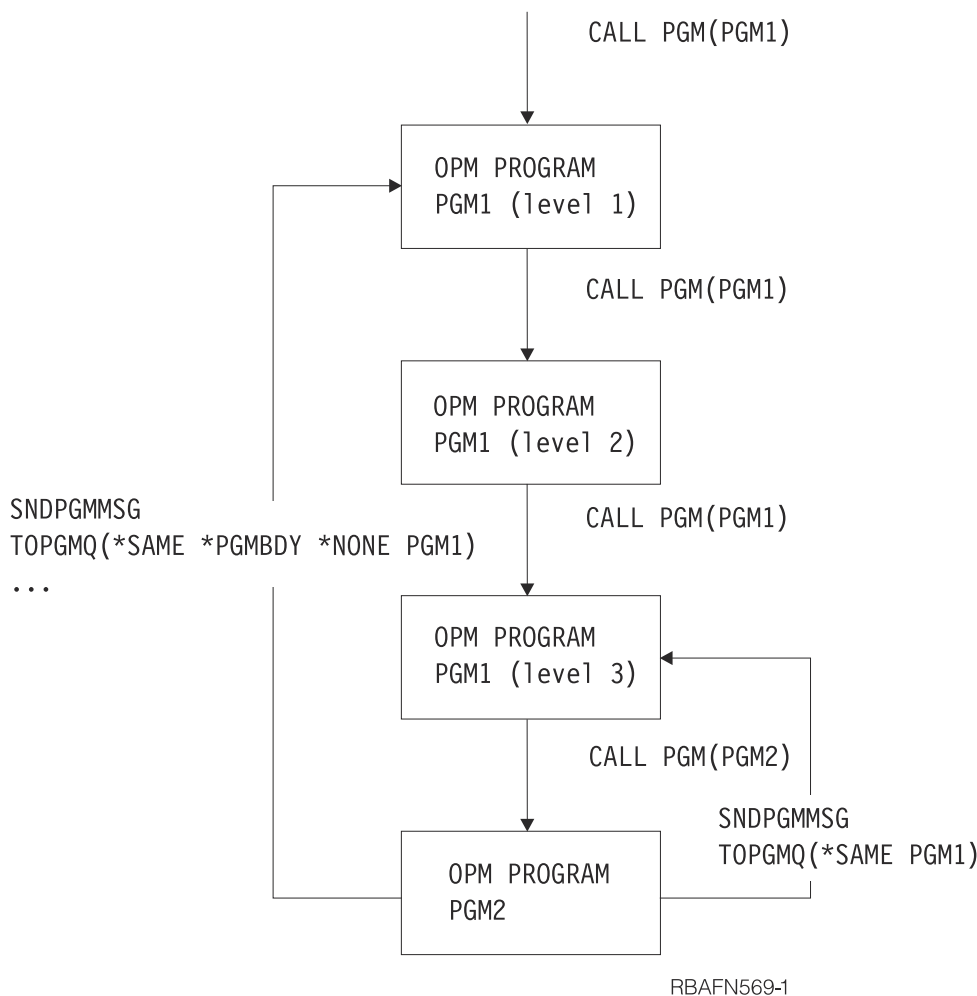 CALL PGM(PGM1)
OPM PROGRAM
PGM1 (level 1)
CALL PGM(PGM1)
OPM PROGRAM
PGM1 (level 2)
SNDPGMMSG
TOPGMQ(*SAME *PGMBDY *NONE PGM1)
...
CALL PGM(PGM1)
OPM PROGRAM
PGM1 (level 3)
CALL PGM(PGM2)
SNDPGMMSG
TOPGMQ(*SAME PGM1)
OPM PROGRAM
PGM2
RBAFN569-1